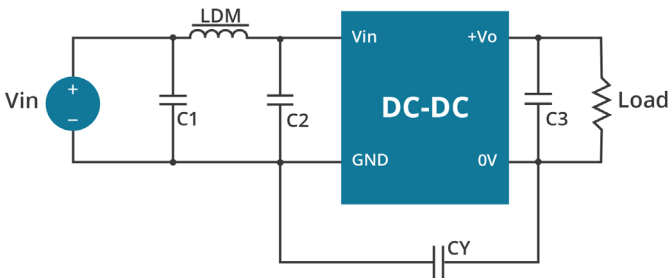 LDM
Vin
+
−
C1
C2
Vin
+Vo
DC-DC
GND
0V
C3
Load
CY